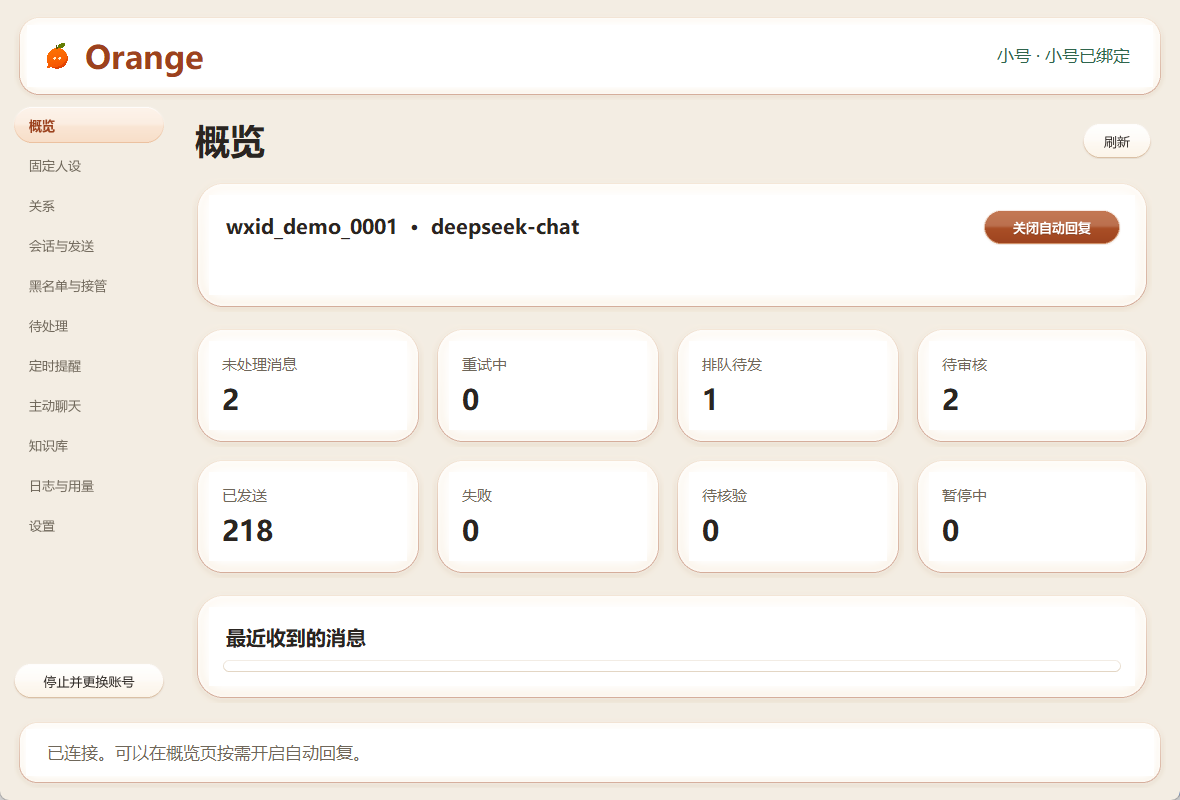 Orange
小号 · 小号已绑定
概览
固定人设
关系
会话与发送
黑名单与接管
待处理
定时提醒
主动聊天
知识库
日志与用量
设置
停止并更换账号
概览
刷新
wxid_demo_0001 • deepseek-chat
关闭自动回复
未处理消息
2
重试中
0
排队待发
1
待审核
2
已发送
218
失败
0
待核验
0
暂停中
0
最近收到的消息
已连接。可以在概览页按需开启自动回复。